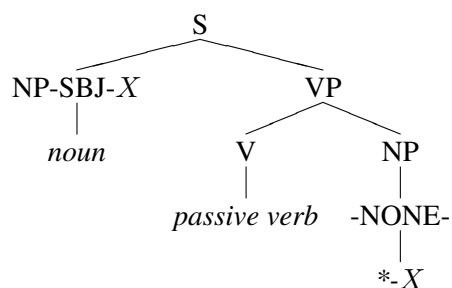 S
NP-SBJ-X VP
noun V NP
passive verb -NONE-
*-X